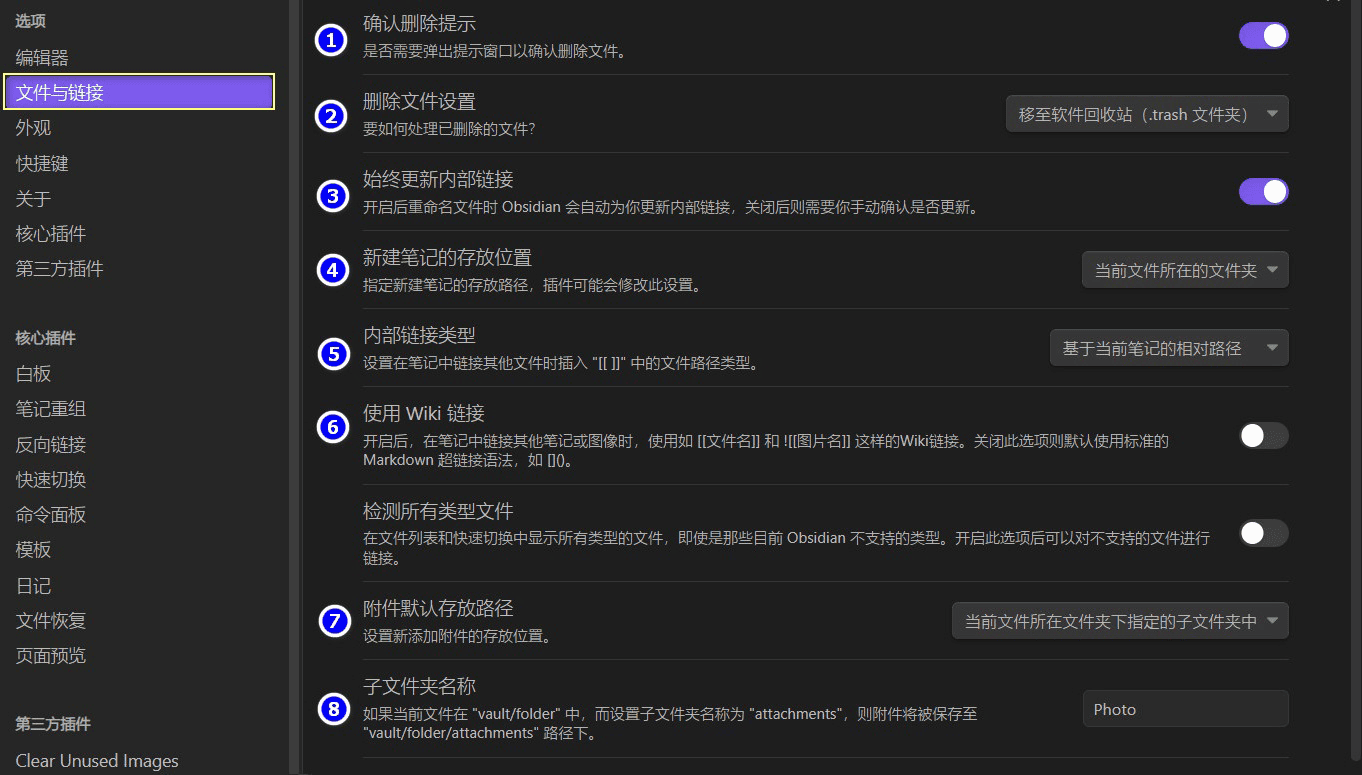 选项
编辑器
文件与链接
外观
快捷键
关于
核心插件
第三方插件
核心插件
白板
笔记重组
反向链接
快速切换
命令面板
模板
日记
文件恢复
页面预览
第三方插件
Clear Unused Images
1
确认删除提示
是否需要弹出提示窗口以确认删除文件。
2
删除文件设置
要如何处理已删除的文件?
移至软件回收站（.trash 文件夹）
3
始终更新内部链接
开启后重命名文件时 Obsidian 会自动为你更新内部链接，关闭后则需要你手动确认是否更新。
4
新建笔记的存放位置
指定新建笔记的存放路径，插件可能会修改此设置。
当前文件所在的文件夹
5
内部链接类型
设置在笔记中链接其他文件时插入 "[[ ]]" 中的文件路径类型。
基于当前笔记的相对路径
6
使用 Wiki 链接
开启后，在笔记中链接其他笔记或图像时，使用如 [[文件名]] 和 ![[图片名]] 这样的Wiki链接。关闭此选项则默认使用标准的
Markdown 超链接语法，如 []()。
检测所有类型文件
在文件列表和快速切换中显示所有类型的文件，即使是那些目前 Obsidian 不支持的类型。开启此选项后可以对不支持的文件进行
链接。
7
附件默认存放路径
设置新添加附件的存放位置。
当前文件所在文件夹下指定的子文件夹中
8
子文件夹名称
如果当前文件在 "vault/folder" 中，而设置子文件夹名称为 "attachments"，则附件将被保存至
"vault/folder/attachments" 路径下。
Photo